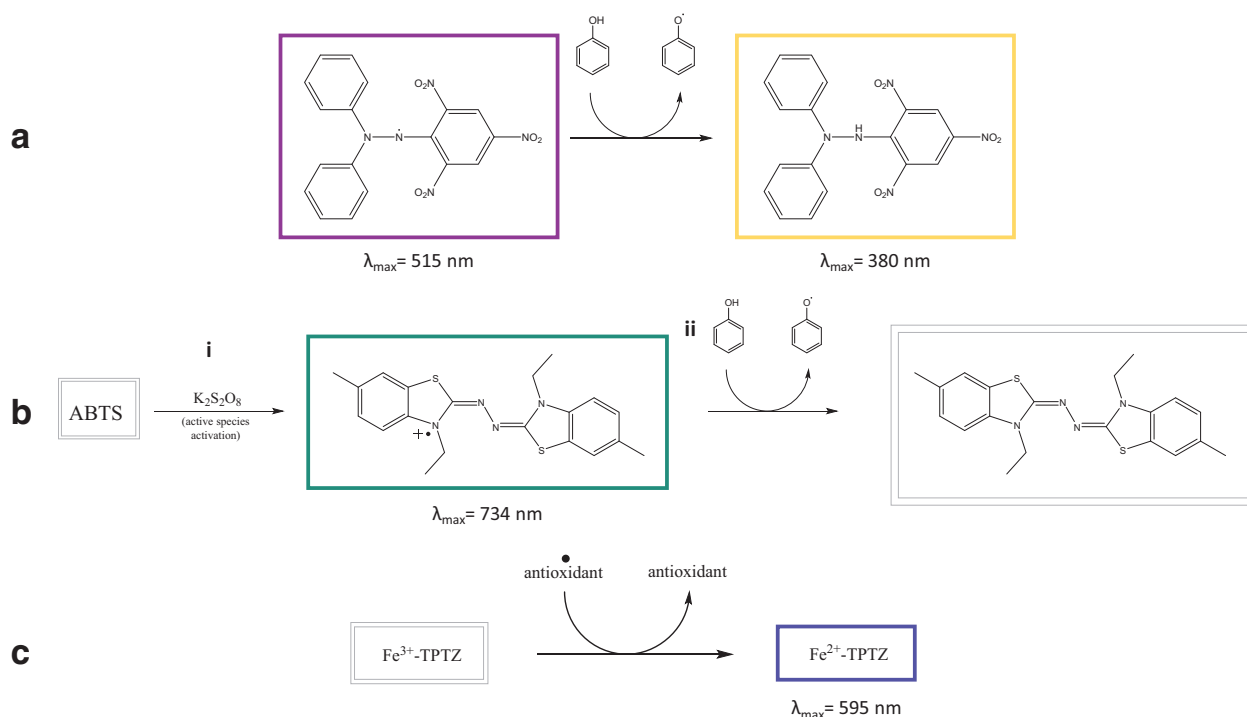 a
OH
O•
O₂N
NO₂
N
N•
O₂N
O₂N
NO₂
N
H
NH
O₂N
λmax= 515 nm
λmax= 380 nm
b
i
ii
ABTS
K₂S₂O₈
(active species
activation)
S
N
N
N
+•
N
S
OH
O•
S
N
N
N
N
S
λmax= 734 nm
c
•
antioxidant
antioxidant
Fe³⁺-TPTZ
Fe²⁺-TPTZ
λmax= 595 nm